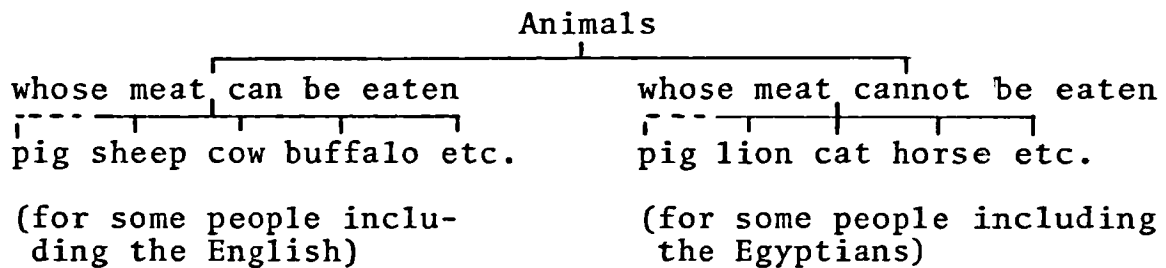 Animals
whose meat can be eaten whose meat cannot be eaten
pig sheep cow buffalo etc. pig lion cat horse etc.
(for some people inclu- (for some people including
ding the English) the Egyptians)